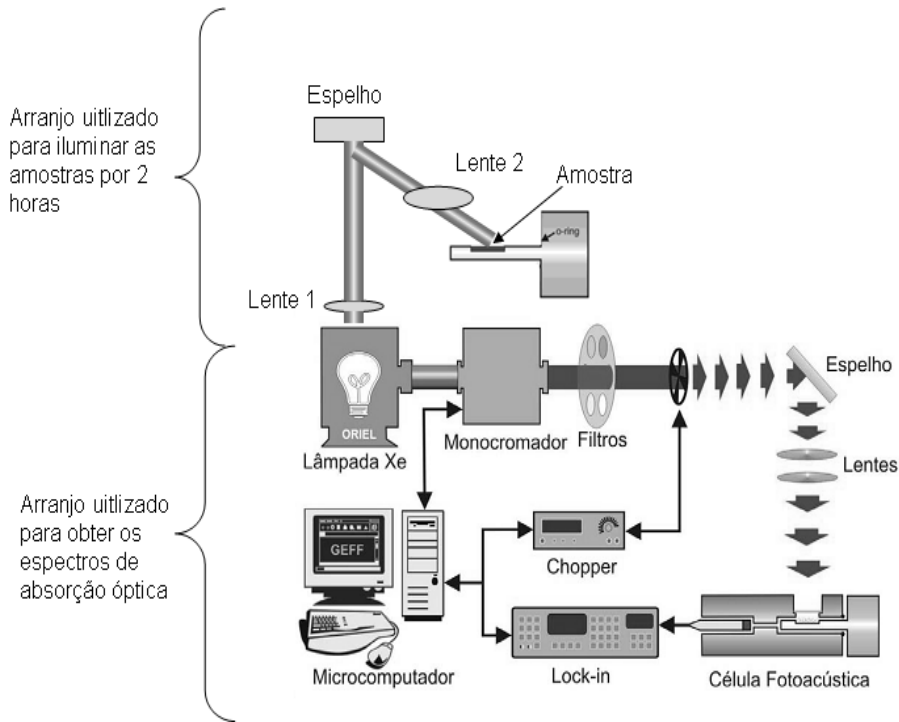 Espelho
Arranjo uitlizado
para iluminar as
amostras por 2
horas
Lente 2
Amostra
o-ring
Lente 1
Espelho
ORIEL
Lâmpada Xe
Monocromador
Filtros
Lentes
Arranjo uitlizado
para obter os
espectros de
absorção óptica
GEFF
Chopper
Microcomputador
Lock-in
Célula Fotoacústica